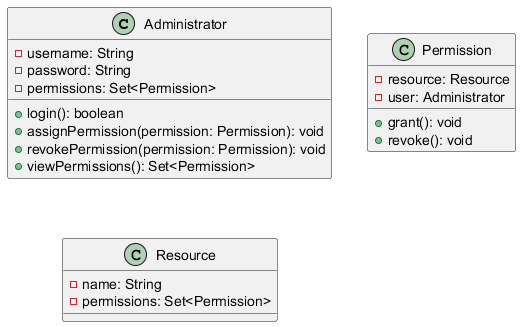 C Administrator
username: String
password: String
permissions: Set<Permission>
login(): boolean
assignPermission(permission: Permission): void
revokePermission(permission: Permission): void
viewPermissions(): Set<Permission>
C Permission
resource: Resource
user: Administrator
grant(): void
revoke(): void
C Resource
name: String
permissions: Set<Permission>